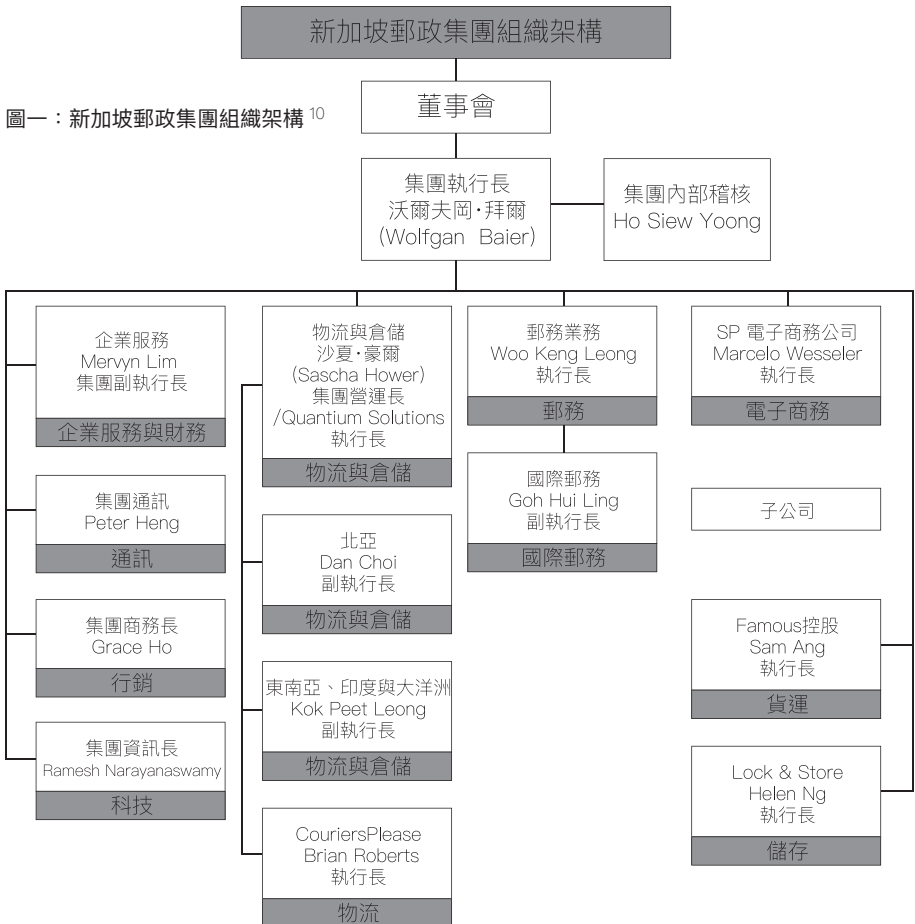 新加坡郵政集團組織架構
圖一：新加坡郵政集團組織架構 10
董事會
集團執行長
沃爾夫岡·拜爾
(Wolfgan Baier)
集團內部稽核
Ho Siew Yoong
企業服務
Mervyn Lim
集團副執行長
企業服務與財務
集團通訊
Peter Heng
通訊
集團商務長
Grace Ho
行銷
集團資訊長
Ramesh Narayanaswamy
科技
物流與倉儲
沙夏·豪爾
(Sascha Hower)
集團營運長
/Quantium Solutions
執行長
物流與倉儲
北亞
Dan Choi
副執行長
物流與倉儲
東南亞、印度與大洋洲
Kok Peet Leong
副執行長
物流與倉儲
CouriersPlease
Brian Roberts
執行長
物流
郵務業務
Woo Keng Leong
執行長
郵務
國際郵務
Goh Hui Ling
副執行長
國際郵務
SP 電子商務公司
Marcelo Wesseler
執行長
電子商務
子公司
Famous控股
Sam Ang
執行長
貨運
Lock & Store
Helen Ng
執行長
儲存